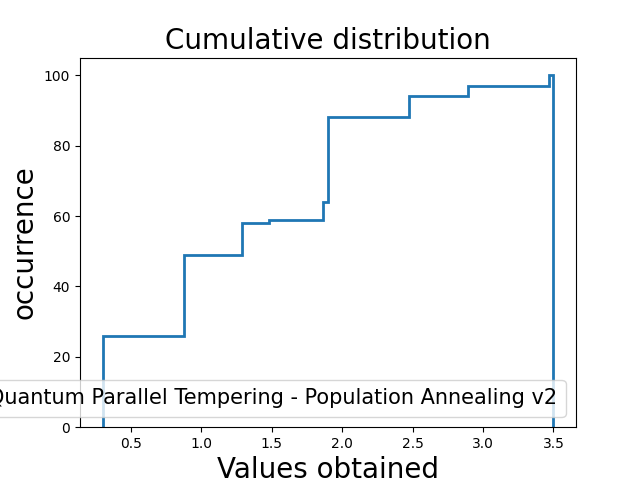 Cumulative distribution
occurrence
100
80
60
40
20
0
Quantum Parallel Tempering - Population Annealing v2
0.5 1.0 1.5 2.0 2.5 3.0 3.5
Values obtained